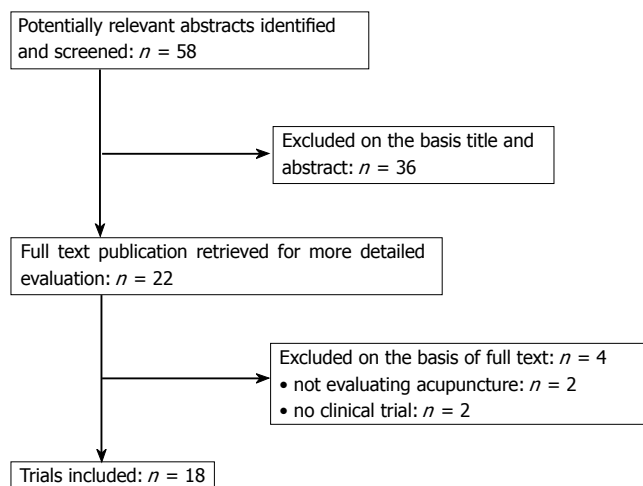 Potentially relevant abstracts identified
and screened: n = 58
Excluded on the basis title and
abstract: n = 36
Full text publication retrieved for more detailed
evaluation: n = 22
Excluded on the basis of full text: n = 4
• not evaluating acupuncture: n = 2
• no clinical trial: n = 2
Trials included: n = 18